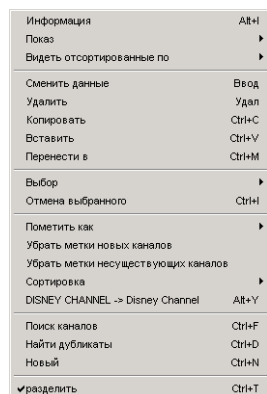 Информация Alt+I
Показ
Видеть отсортированные по
Сменить данные Ввод
Удалить Удал
Копировать Ctrl+C
Вставить Ctrl+V
Перенести в Ctrl+M
Выбор
Отмена выбранного Ctrl+I
Пометить как
Убрать метки новых каналов
Убрать метки несуществующих каналов
Сортировка
DISNEY CHANNEL -> Disney Channel Alt+Y
Поиск каналов Ctrl+F
Найти дубликаты Ctrl+D
Новый Ctrl+N
разделить Ctrl+T